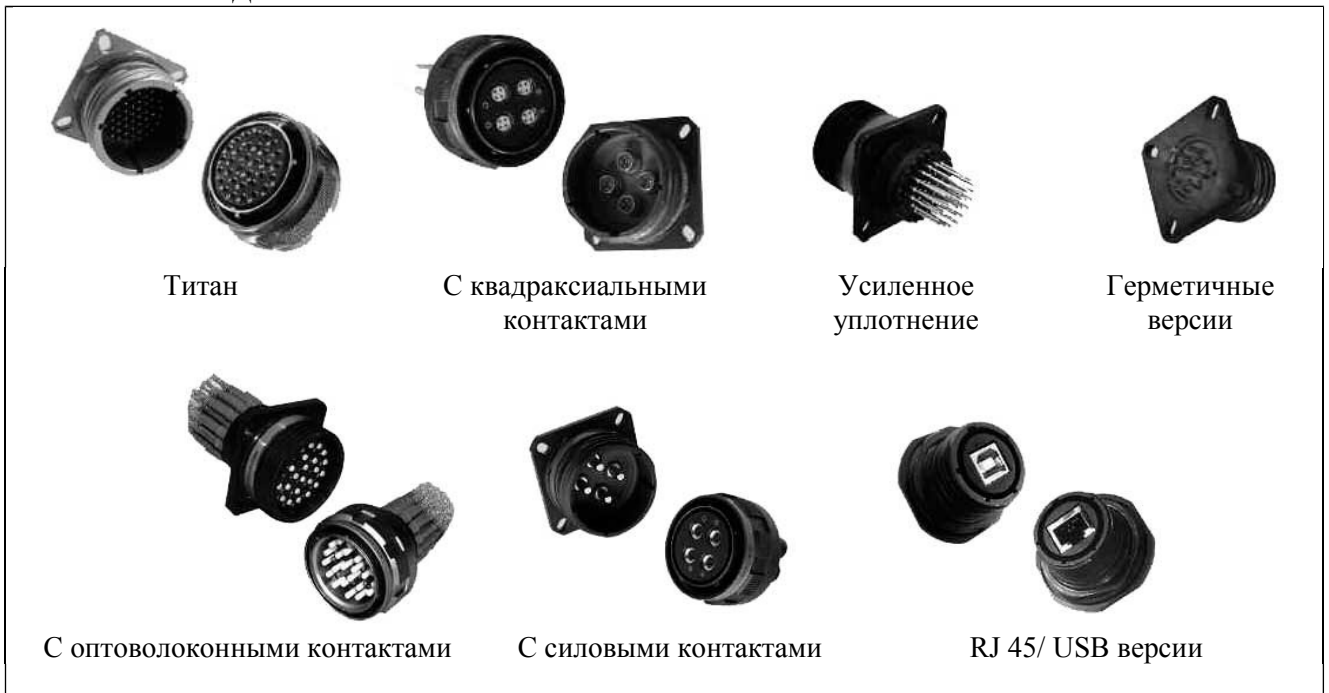 Титан
С квадраксиальными
контактами
Усиленное
уплотнение
Герметичные
версии
С оптоволоконными контактами
С силовыми контактами
RJ 45/ USB версии